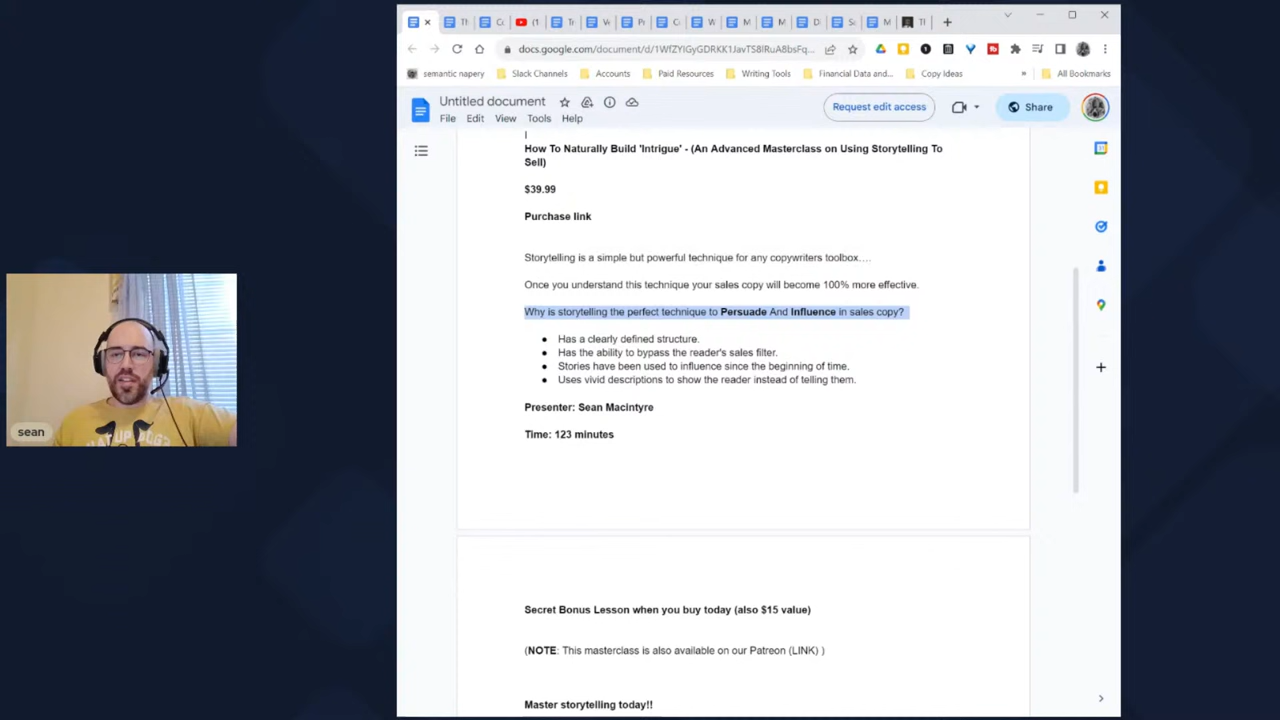 docs.google.com/document/d/1WfZYlGyGDRKK1JavTS8lRuA8bsFq...
semantic napery
Slack Channels
Accounts
Paid Resources
Writing Tools
Financial Data and...
Copy Ideas
»
All Bookmarks
Untitled document
Request edit access
Share
File Edit View Tools Help
How To Naturally Build 'Intrigue' - (An Advanced Masterclass on Using Storytelling To
Sell)
$39.99
Purchase link
Storytelling is a simple but powerful technique for any copywriters toolbox....
Once you understand this technique your sales copy will become 100% more effective.
Why is storytelling the perfect technique to Persuade And Influence in sales copy?
● Has a clearly defined structure.
● Has the ability to bypass the reader's sales filter.
● Stories have been used to influence since the beginning of time.
● Uses vivid descriptions to show the reader instead of telling them.
Presenter: Sean Macintyre
Time: 123 minutes
sean
Secret Bonus Lesson when you buy today (also $15 value)
(NOTE: This masterclass is also available on our Patreon (LINK) )
Master storytelling today!!